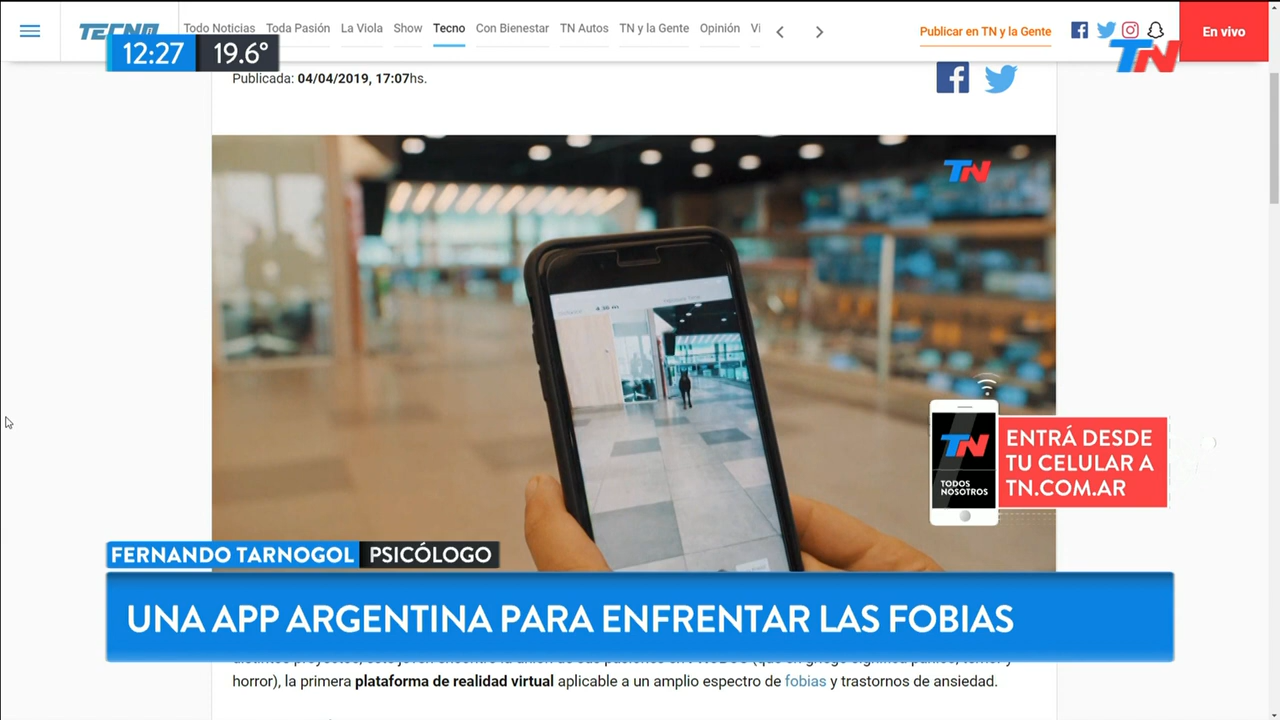 TECNO
Todo Noticias Toda Pasión La Viola Show Tecno Con Bienestar TN Autos TN y la Gente Opinión
Publicar en TN y la Gente
En vivo
12:27 19.6°
TN
Publicada: 04/04/2019, 17:07hs.
TN
TN
TODOS
NOSOTROS
ENTRÁ DESDE
TU CELULAR A
TN.COM.AR
FERNANDO TARNOGOL PSICÓLOGO
UNA APP ARGENTINA PARA ENFRENTAR LAS FOBIAS
horror), la primera plataforma de realidad virtual aplicable a un amplio espectro de fobias y trastornos de ansiedad.